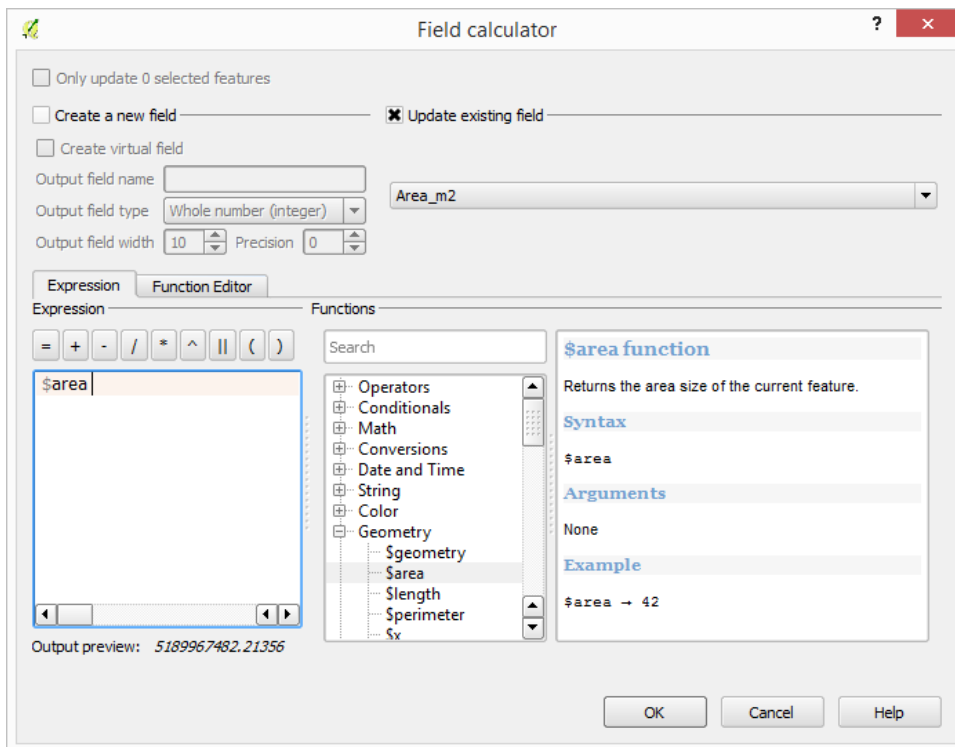 Field calculator
?
×
Only update 0 selected features
Create a new field
Update existing field
Create virtual field
Output field name
Area_m2
Output field type Whole number (integer)
Output field width 10 Precision 0
Expression Function Editor
Expression
Functions
= + - / * ^ || ( )
Search
$area
Operators
Conditionals
Math
Conversions
Date and Time
String
Color
Geometry
$geometry
$area
$length
$perimeter
$x
$area function
Returns the area size of the current feature.
Syntax
$area
Arguments
None
Example
$area → 42
Output preview: 5189967482.21356
OK Cancel Help